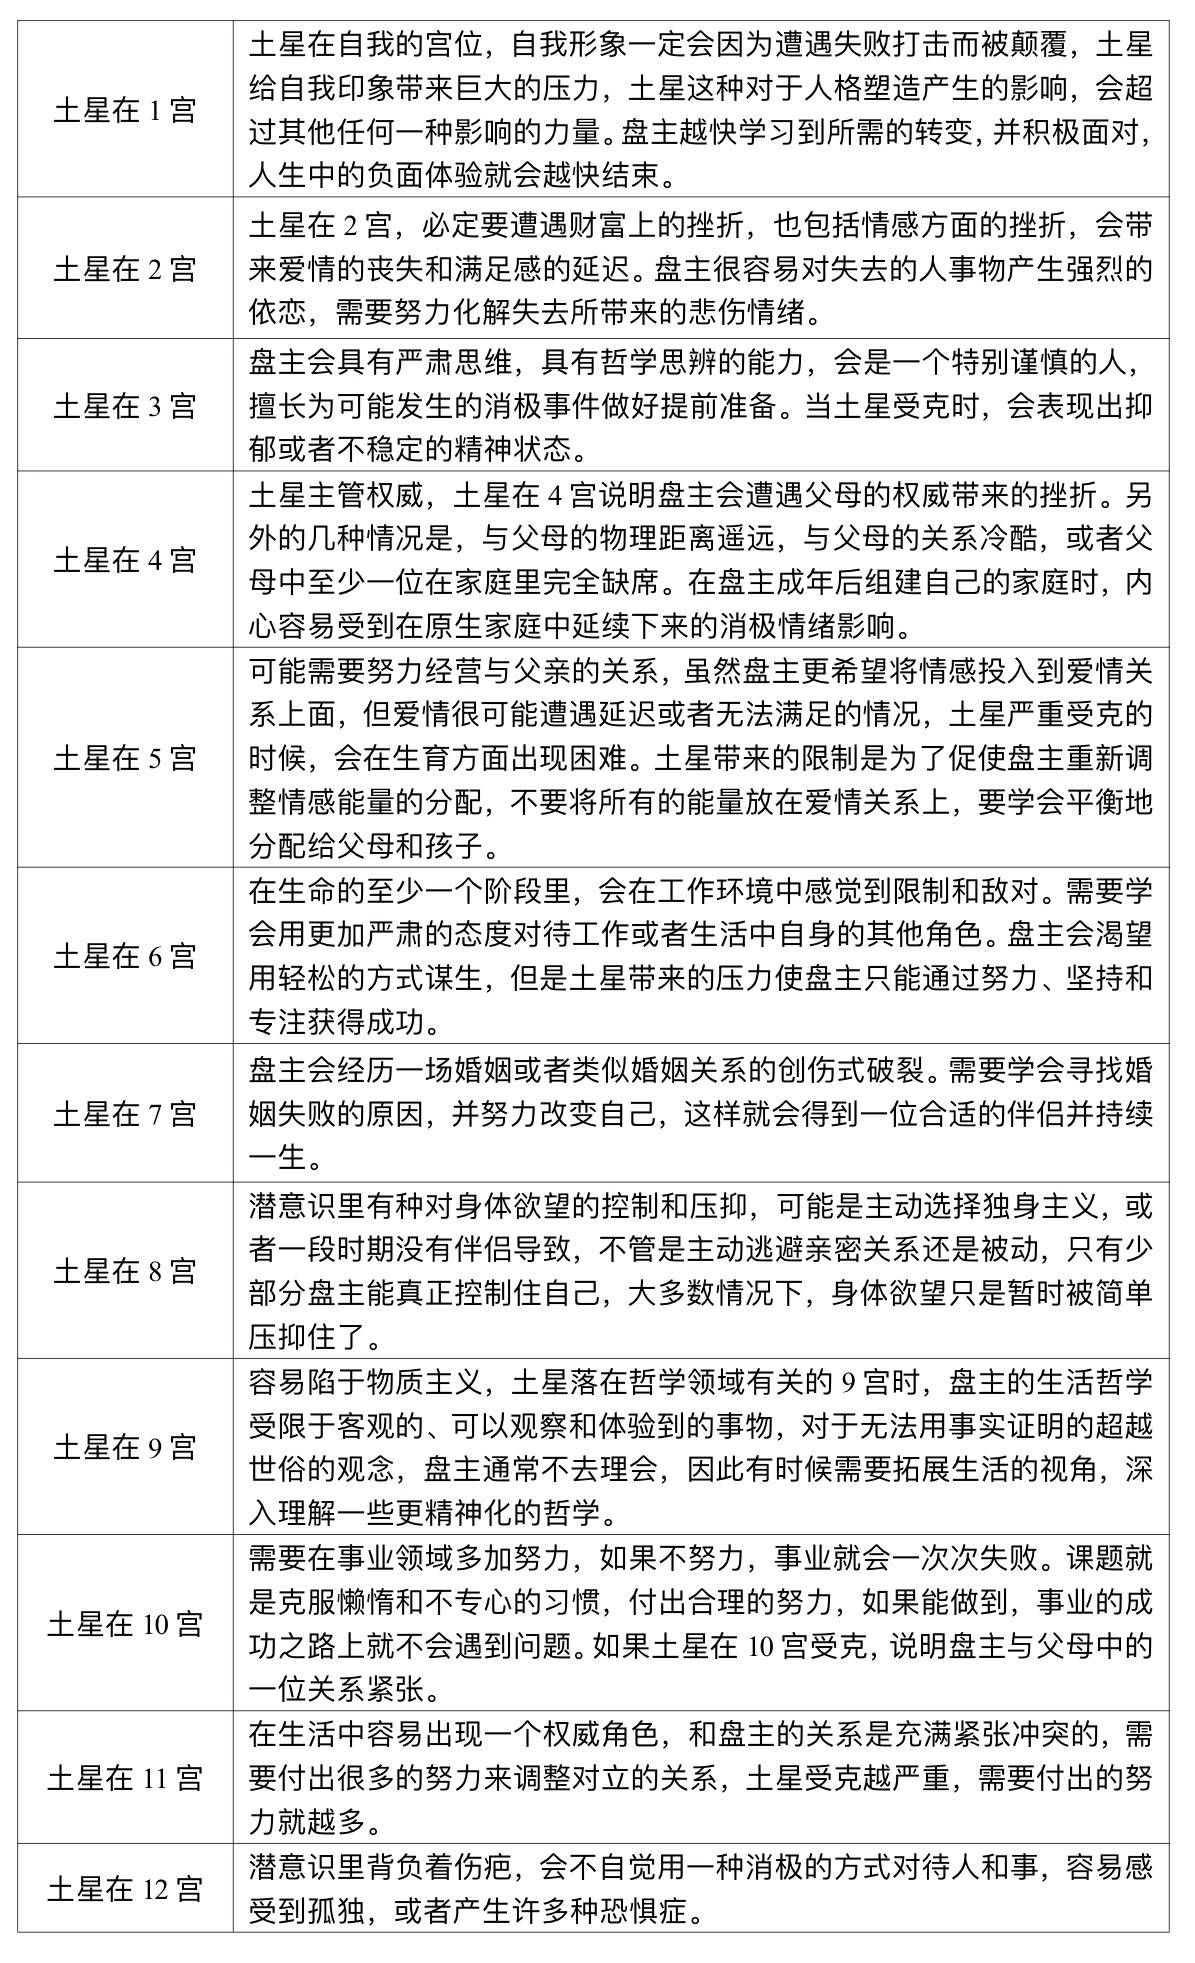 土星在 1 宫
土星在自我的宫位，自我形象一定会因为遭遇失败打击而被颠覆，土星
给自我印象带来巨大的压力，土星这种对于人格塑造产生的影响，会超
过其他任何一种影响的力量。盘主越快学习到所需的转变，并积极面对，
人生中的负面体验就会越快结束。
土星在 2 宫
土星在 2 宫，必定要遭遇财富上的挫折，也包括情感方面的挫折，会带
来爱情的丧失和满足感的延迟。盘主很容易对失去的人事物产生强烈的
依恋，需要努力化解失去所带来的悲伤情绪。
土星在 3 宫
盘主会具有严肃思维，具有哲学思辨的能力，会是一个特别谨慎的人，
擅长为可能发生的消极事件做好提前准备。当土星受克时，会表现出抑
郁或者不稳定的精神状态。
土星在 4 宫
土星主管权威，土星在 4 宫说明盘主会遭遇父母的权威带来的挫折。另
外的几种情况是，与父母的物理距离遥远，与父母的关系冷酷，或者父
母中至少一位在家庭里完全缺席。在盘主成年后组建自己的家庭时，内
心容易受到在原生家庭中延续下来的消极情绪影响。
土星在 5 宫
可能需要努力经营与父亲的关系，虽然盘主更希望将情感投入到爱情关
系上面，但爱情很可能遭遇延迟或者无法满足的情况，土星严重受克的
时候，会在生育方面出现困难。土星带来的限制是为了促使盘主重新调
整情感能量的分配，不要将所有的能量放在爱情关系上，要学会平衡地
分配给父母和孩子。
土星在 6 宫
在生命的至少一个阶段里，会在工作环境中感觉到限制和敌对。需要学
会用更加严肃的态度对待工作或者生活中自身的其他角色。盘主会渴望
用轻松的方式谋生，但是土星带来的压力使盘主只能通过努力、坚持和
专注获得成功。
土星在 7 宫
盘主会经历一场婚姻或者类似婚姻关系的创伤式破裂。需要学会寻找婚
姻失败的原因，并努力改变自己，这样就会得到一位合适的伴侣并持续
一生。
土星在 8 宫
潜意识里有种对身体欲望的控制和压抑，可能是主动选择独身主义，或
者一段时期没有伴侣导致，不管是主动逃避亲密关系还是被动，只有少
部分盘主能真正控制住自己，大多数情况下，身体欲望只是暂时被简单
压抑住了。
土星在 9 宫
容易陷于物质主义，土星落在哲学领域有关的 9 宫时，盘主的生活哲学
受限于客观的、可以观察和体验到的事物，对于无法用事实证明的超越
世俗的观念，盘主通常不去理会，因此有时候需要拓展生活的视角，深
入理解一些更精神化的哲学。
土星在 10 宫
需要在事业领域多加努力，如果不努力，事业就会一次次失败。课题就
是克服懒惰和不专心的习惯，付出合理的努力，如果能做到，事业的成
功之路上就不会遇到问题。如果土星在 10 宫受克，说明盘主与父母中的
一位关系紧张。
土星在 11 宫
在生活中容易出现一个权威角色，和盘主的关系是充满紧张冲突的，需
要付出很多的努力来调整对立的关系，土星受克越严重，需要付出的努
力就越多。
土星在 12 宫
潜意识里背负着伤疤，会不自觉用一种消极的方式对待人和事，容易感
受到孤独，或者产生许多种恐惧症。